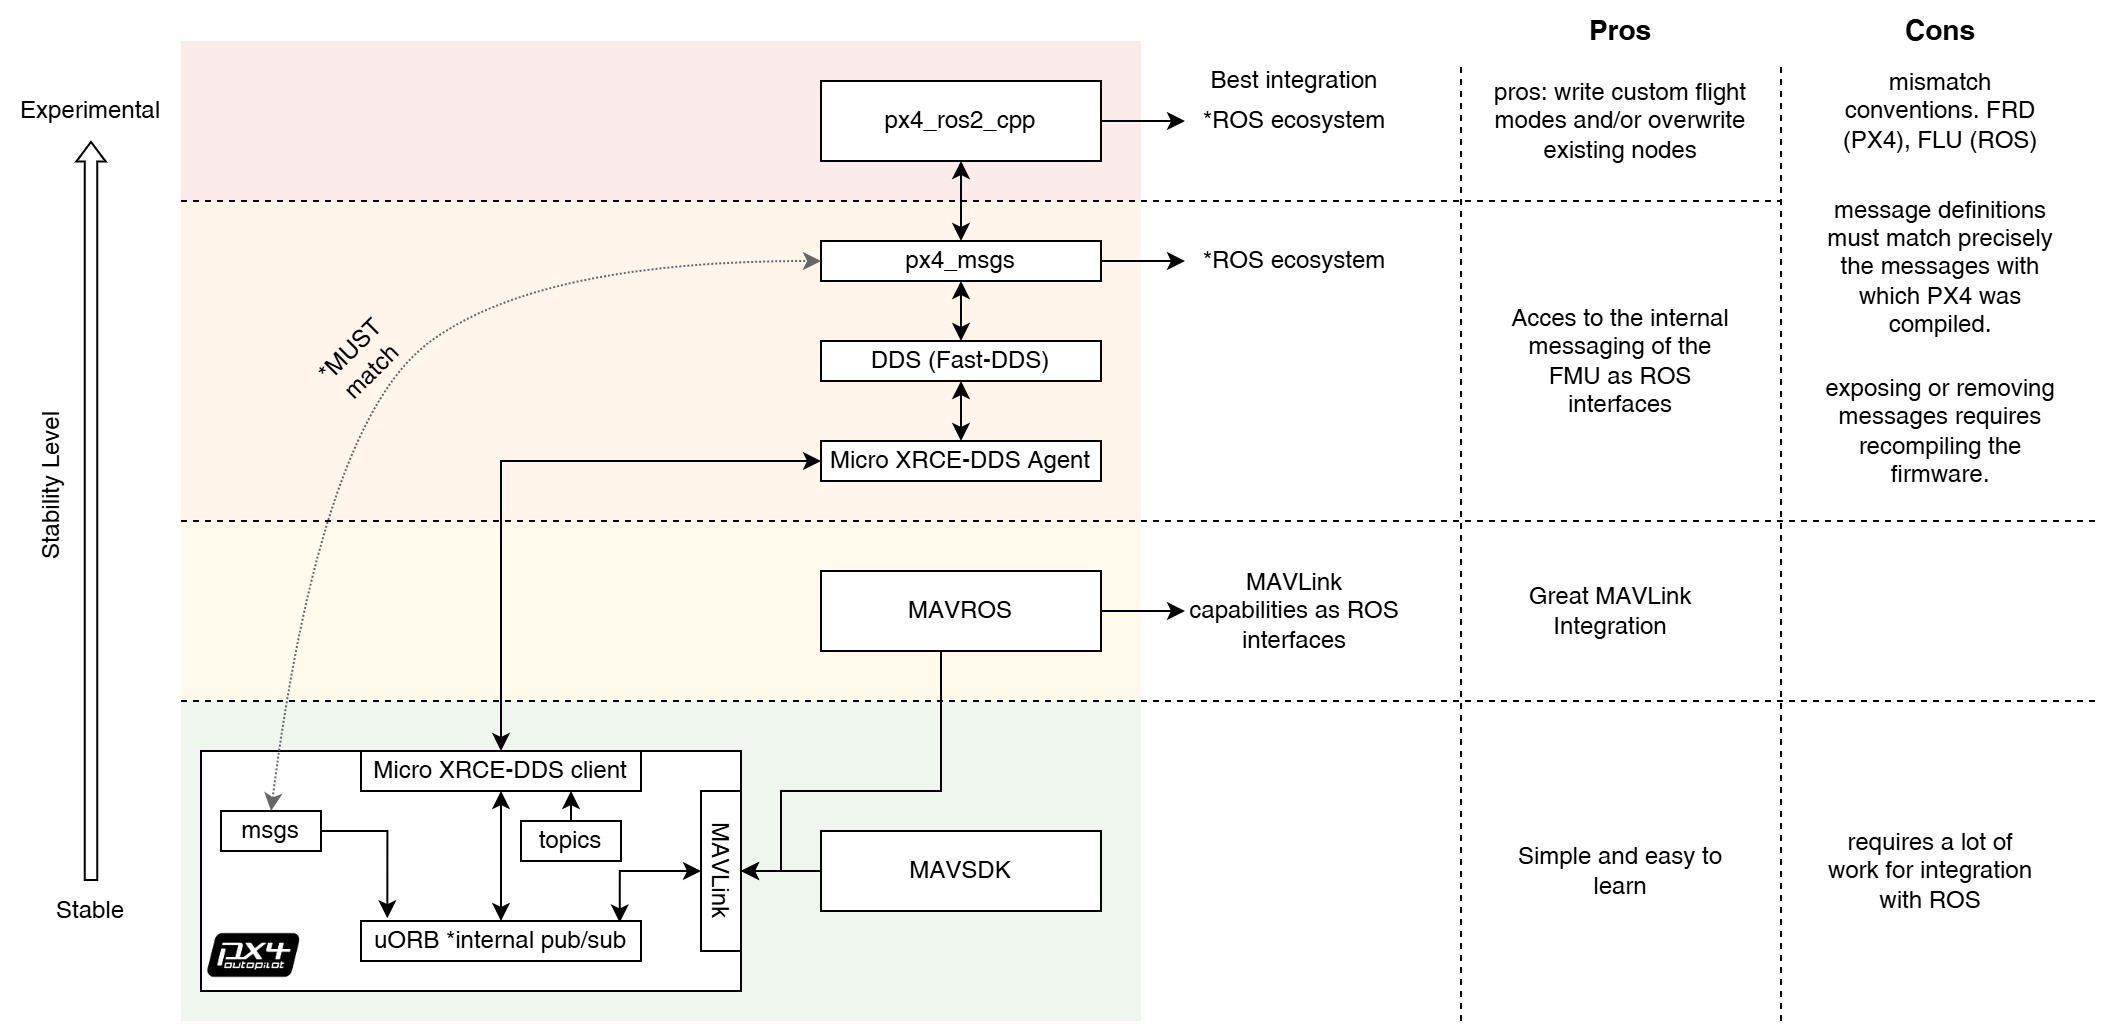 Pros
Cons
Experimental
Stability Level
Stable
px4_ros2_cpp
Best integration
*ROS ecosystem
pros: write custom flight
modes and/or overwrite
existing nodes
mismatch
conventions. FRD
(PX4), FLU (ROS)
px4_msgs
*ROS ecosystem
*MUST
match
DDS (Fast-DDS)
Micro XRCE-DDS Agent
Acces to the internal
messaging of the
FMU as ROS
interfaces
message definitions
must match precisely
the messages with
which PX4 was
compiled.
exposing or removing
messages requires
recompiling the
firmware.
MAVROS
MAVLink
capabilities as ROS
interfaces
Great MAVLink
Integration
Micro XRCE-DDS client
msgs
topics
MAVLink
uORB *internal pub/sub
px4
autopilot
MAVSDK
Simple and easy to
learn
requires a lot of
work for integration
with ROS